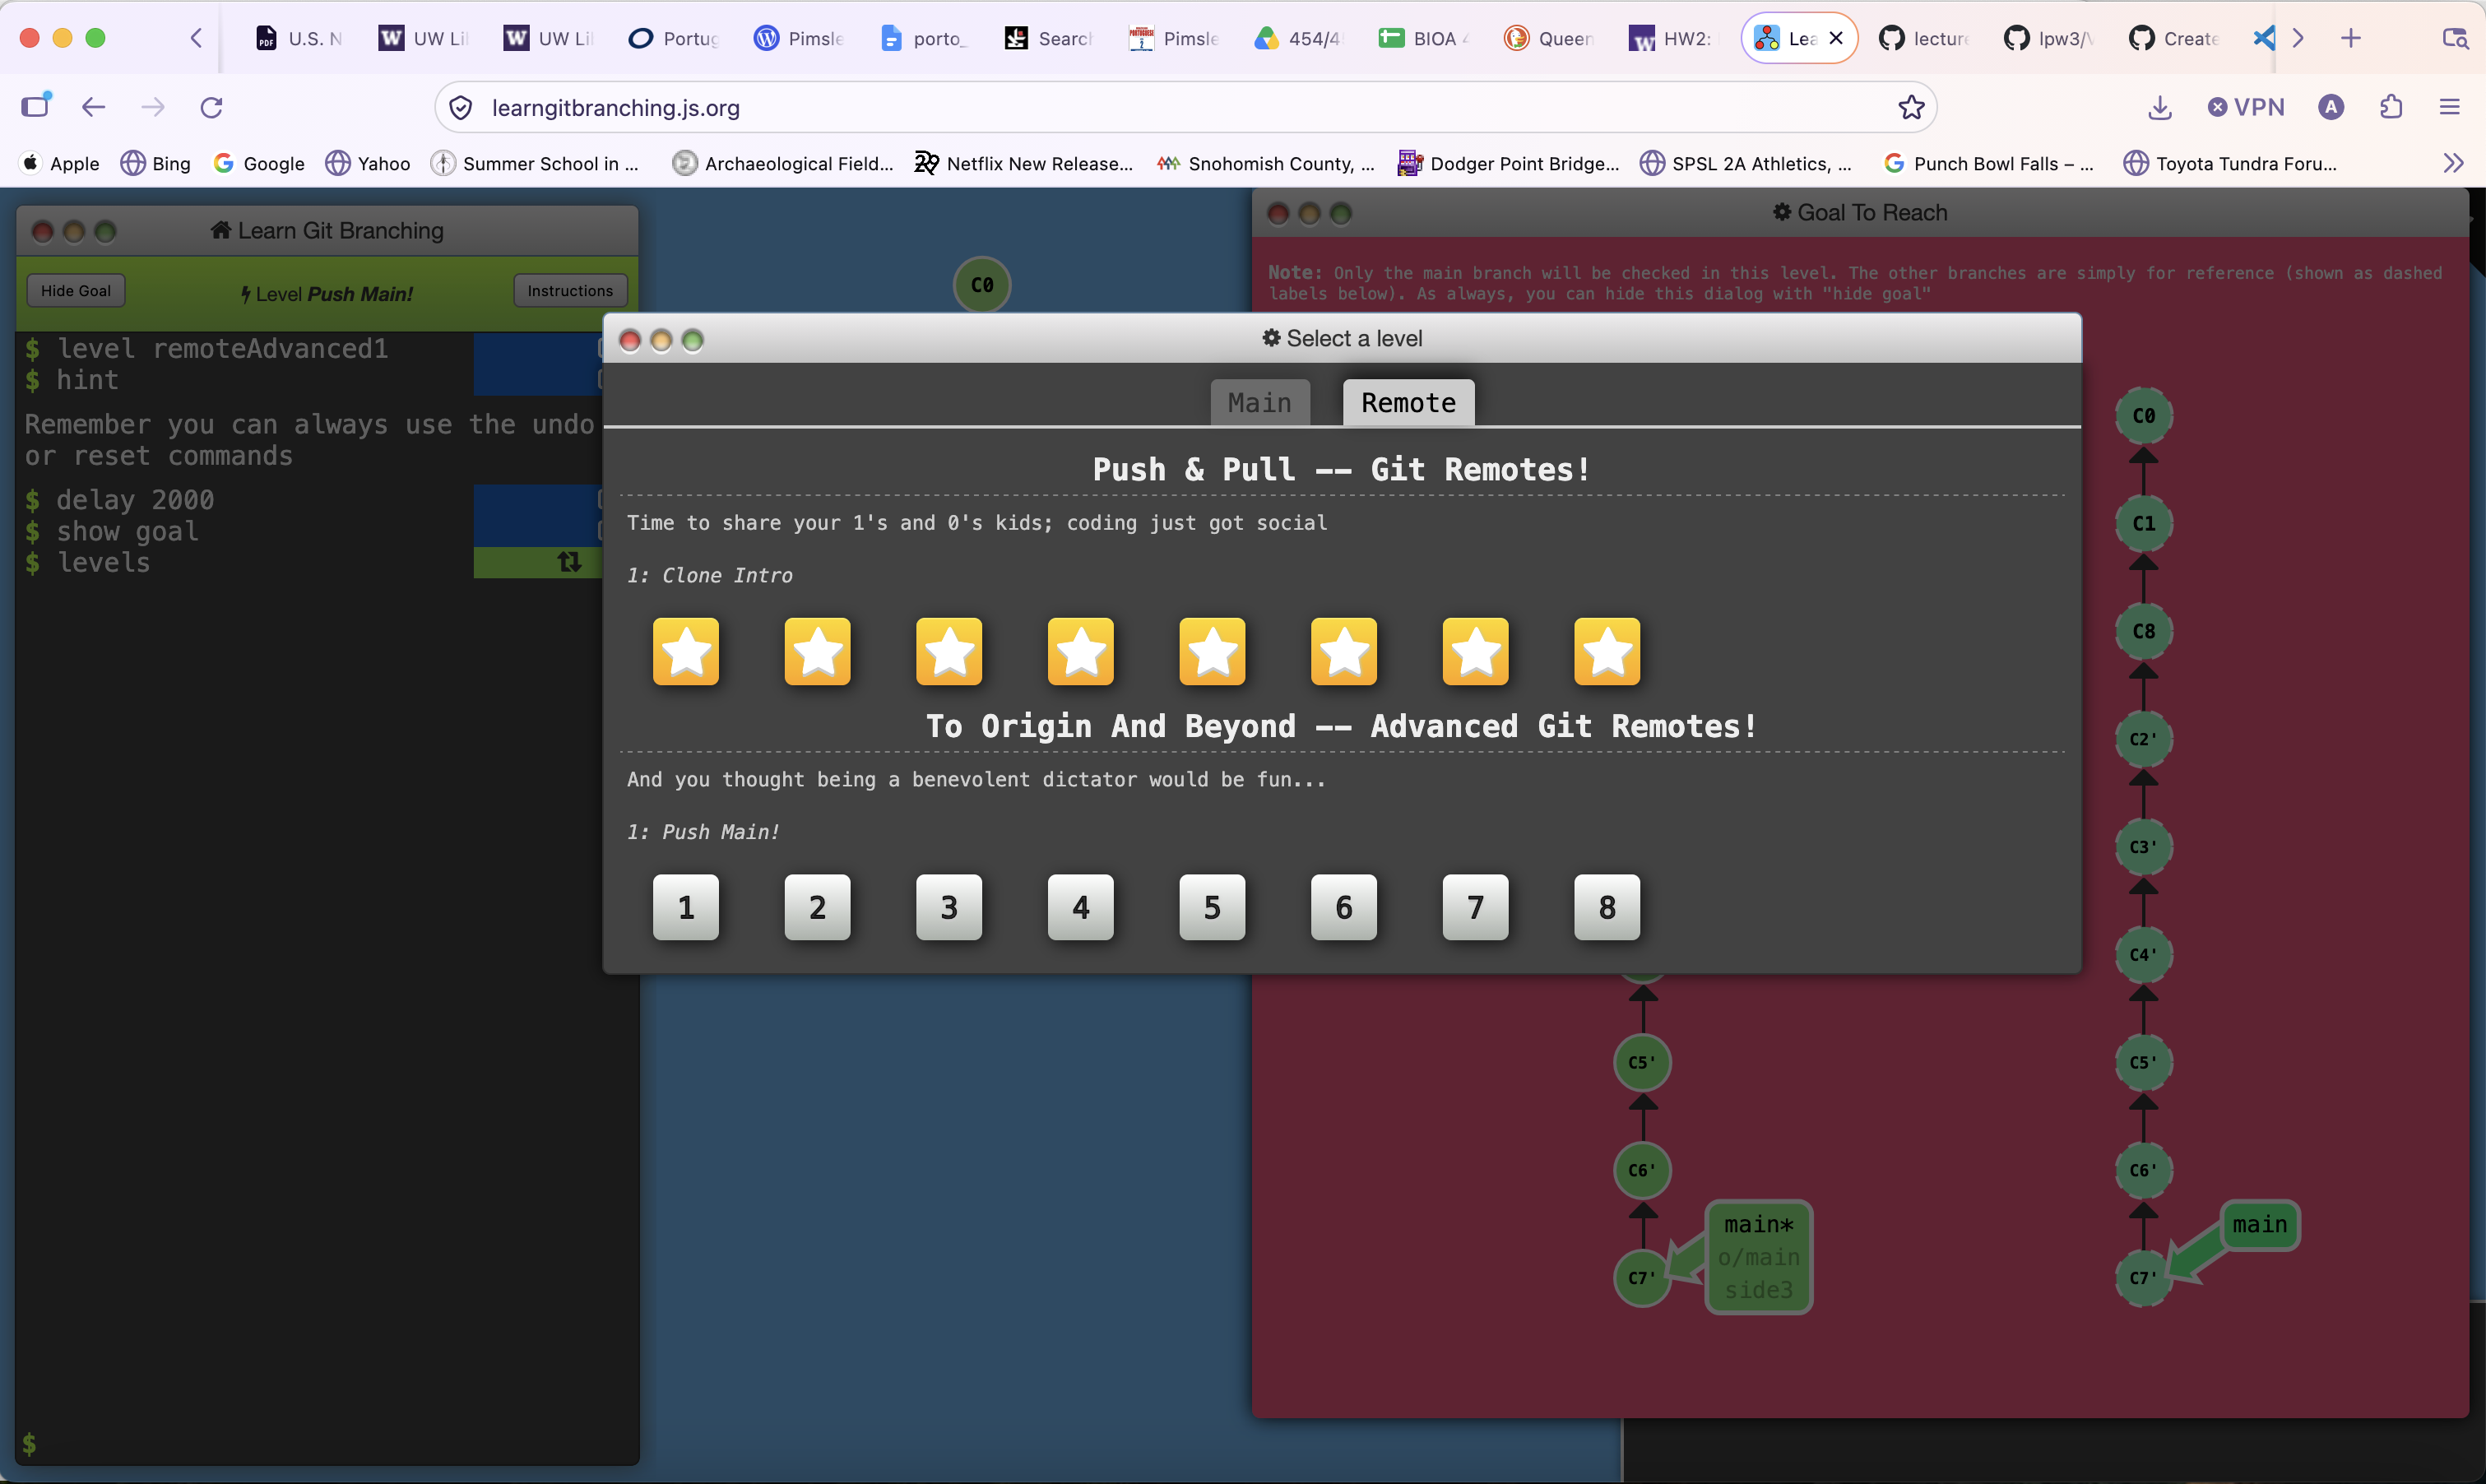 U.S. N
UW Li
UW Li
Portug
Pimsle
porto_
Search
Pimsle
454/4
BIOA 4
Queen
HW2:
Lea
lecture
lpw3/
Create
learngitbranching.js.org
VPN
A
Apple
Bing
Google
Yahoo
Summer School in ...
Archaeological Field...
Netflix New Release...
Snohomish County, ...
Dodger Point Bridge...
SPSL 2A Athletics, ...
Punch Bowl Falls – ...
Toyota Tundra Foru...
Learn Git Branching
Hide Goal
Level Push Main!
Instructions
$ level remoteAdvanced1
$ hint
Remember you can always use the undo
or reset commands
$ delay 2000
$ show goal
$ levels
$
C0
Goal To Reach
Note: Only the main branch will be checked in this level. The other branches are simply for reference (shown as dashed
labels below). As always, you can hide this dialog with "hide goal"
Select a level
Main
Remote
Push & Pull -- Git Remotes!
Time to share your 1's and 0's kids; coding just got social
1: Clone Intro
To Origin And Beyond -- Advanced Git Remotes!
And you thought being a benevolent dictator would be fun...
1: Push Main!
1 2 3 4 5 6 7 8
C5'
C6'
C7'
main*
o/main
side3
C0
C1
C8
C2'
C3'
C4'
C5'
C6'
C7'
main